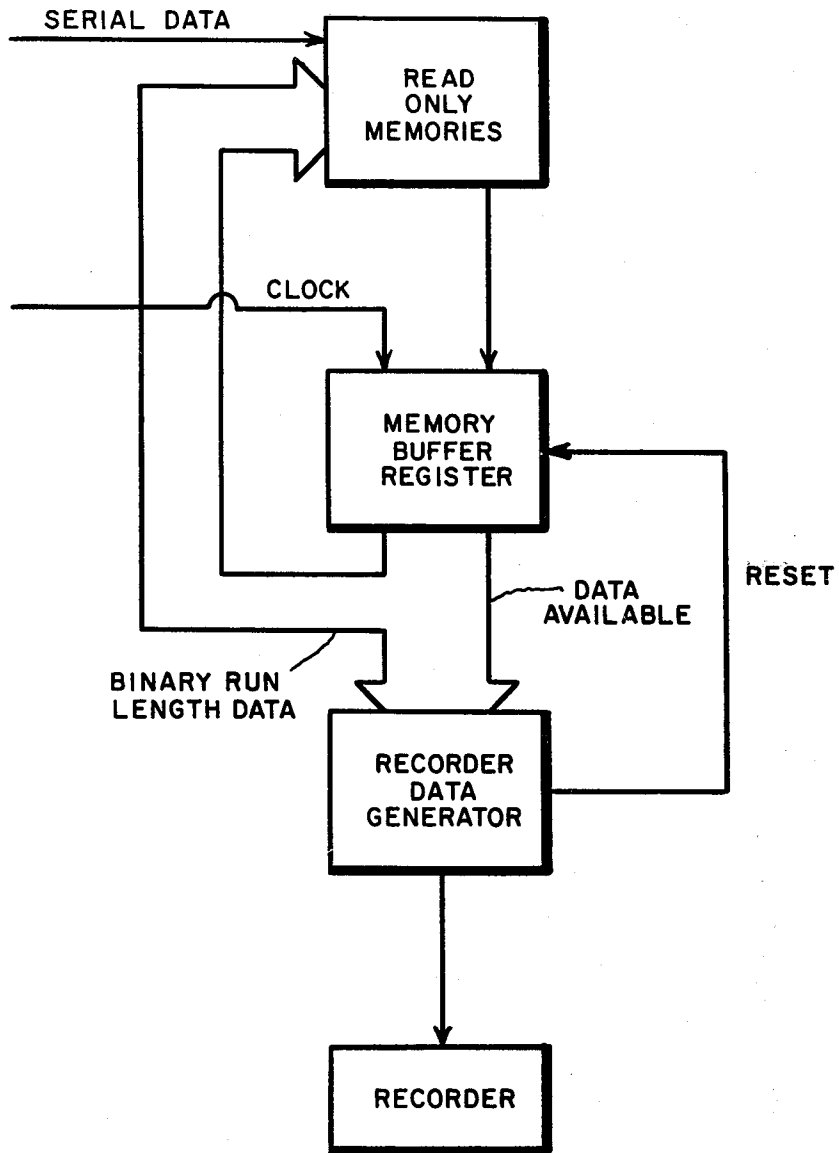 SERIAL DATA
READ
ONLY
MEMORIES
CLOCK
MEMORY
BUFFER
REGISTER
RESET
DATA
AVAILABLE
BINARY RUN
LENGTH DATA
RECORDER
DATA
GENERATOR
RECORDER